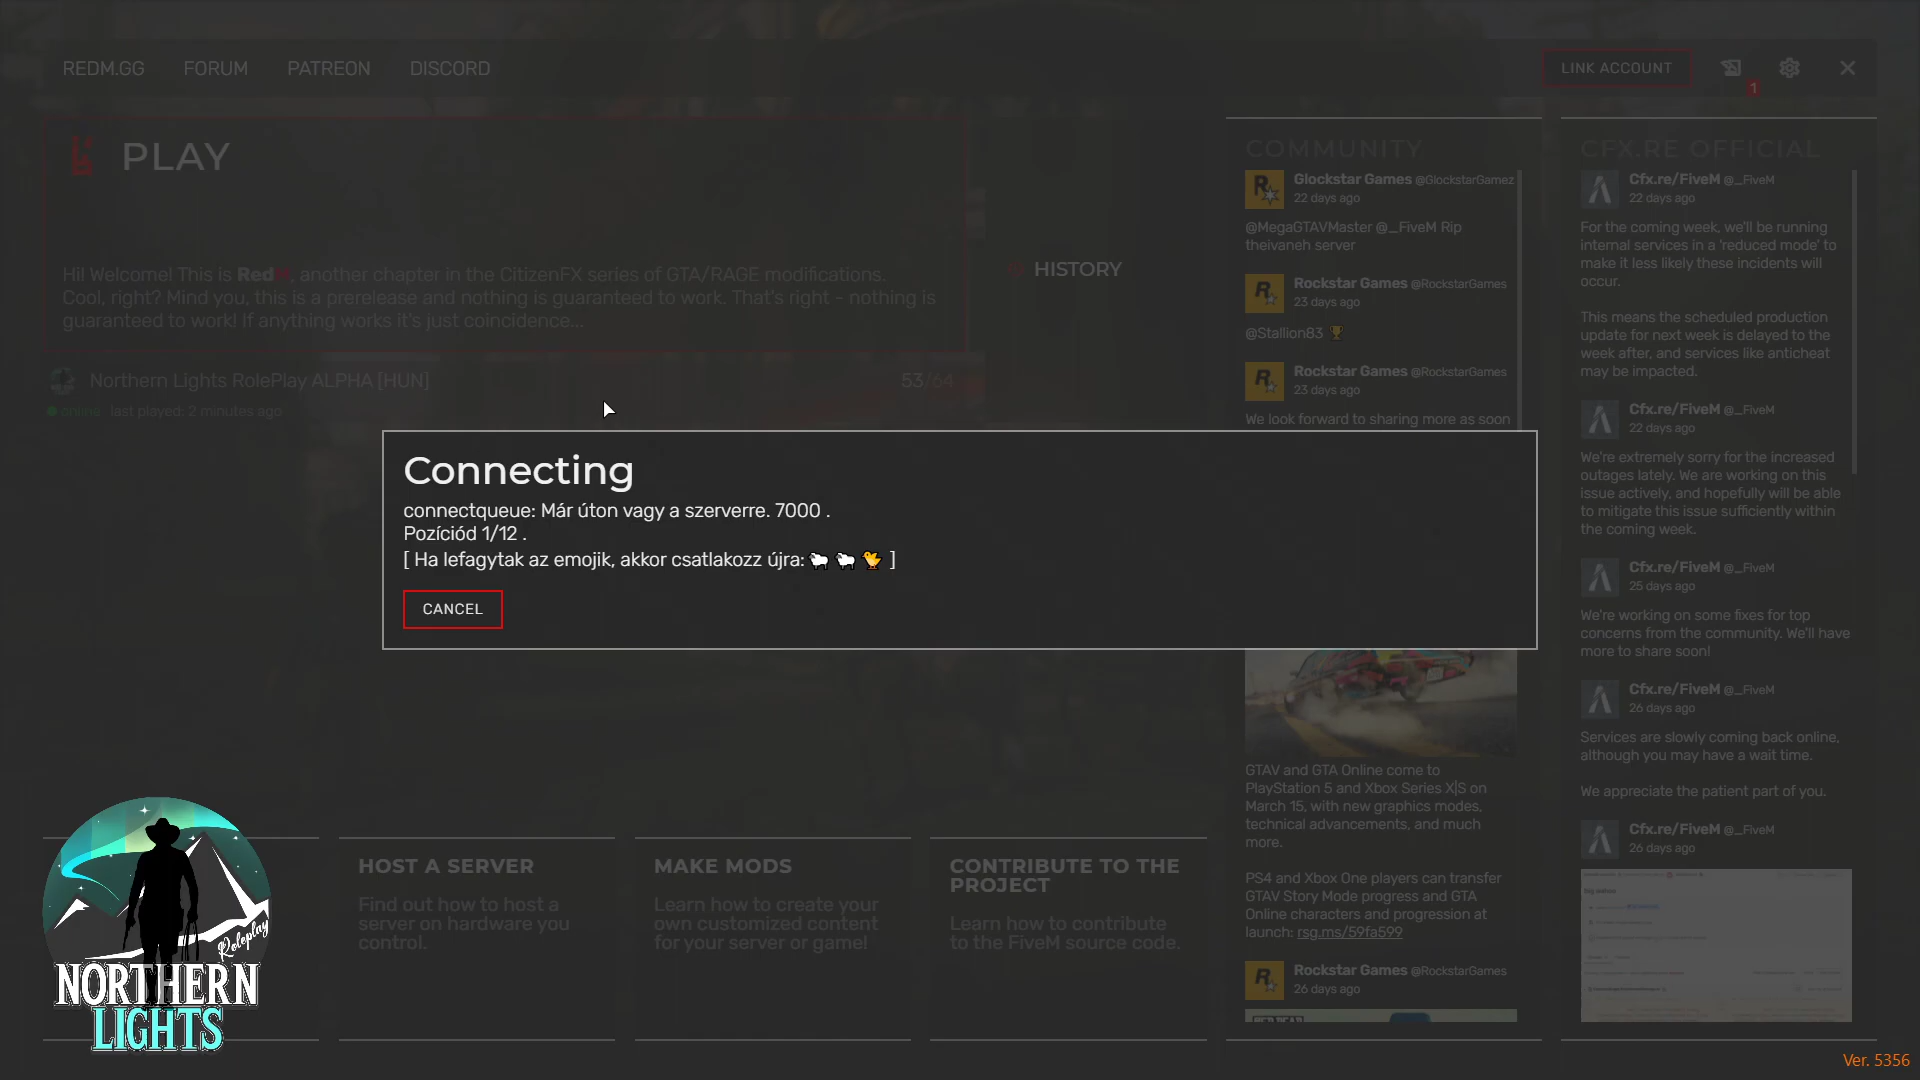 REDM.GG FORUM PATREON DISCORD
LINK ACCOUNT
1
PLAY
Hi! Welcome! This is RedM, another chapter in the CitizenFX series of GTA/RAGE modifications.
Cool, right? Mind you, this is a prerelease and nothing is guaranteed to work. That's right - nothing is
guaranteed to work! If anything works it's just coincidence...
HISTORY
Northern Lights RolePlay ALPHA [HUN] 53/64
online last played: 2 minutes ago
Connecting
connectqueue: Már úton vagy a szerverre. 7000 .
Pozíciód 1/12 .
[ Ha lefagytak az emojik, akkor csatlakozz újra: 🐑 🐑 🐤 ]
CANCEL
COMMUNITY
Glockstar Games @GlockstarGamez
22 days ago
@MegaGTAVMaster @_FiveM Rip
theivaneh server
Rockstar Games @RockstarGames
23 days ago
@Stallion83 🏆
Rockstar Games @RockstarGames
23 days ago
We look forward to sharing more as soon
GTAV and GTA Online come to
PlayStation 5 and Xbox Series X|S on
March 15, with new graphics modes,
technical advancements, and much
more.
PS4 and Xbox One players can transfer
GTAV Story Mode progress and GTA
Online characters and progression at
launch: rsg.ms/59fa599
Rockstar Games @RockstarGames
26 days ago
CFX.RE OFFICIAL
Cfx.re/FiveM @_FiveM
22 days ago
For the coming week, we'll be running
internal services in a 'reduced mode' to
make it less likely these incidents will
occur.
This means the scheduled production
update for next week is delayed to the
week after, and services like anticheat
may be impacted.
Cfx.re/FiveM @_FiveM
22 days ago
We're extremely sorry for the increased
outages lately. We are working on this
issue actively, and hopefully will be able
to mitigate this issue sufficiently within
the coming week.
Cfx.re/FiveM @_FiveM
25 days ago
We're working on some fixes for top
concerns from the community. We'll have
more to share soon!
Cfx.re/FiveM @_FiveM
26 days ago
Services are slowly coming back online,
although you may have a wait time.
We appreciate the patient part of you.
Cfx.re/FiveM @_FiveM
26 days ago
Roleplay
NORTHERN
LIGHTS
HOST A SERVER
Find out how to host a
server on hardware you
control.
MAKE MODS
Learn how to create your
own customized content
for your server or game!
CONTRIBUTE TO THE
PROJECT
Learn how to contribute
to the FiveM source code.
Ver. 5356